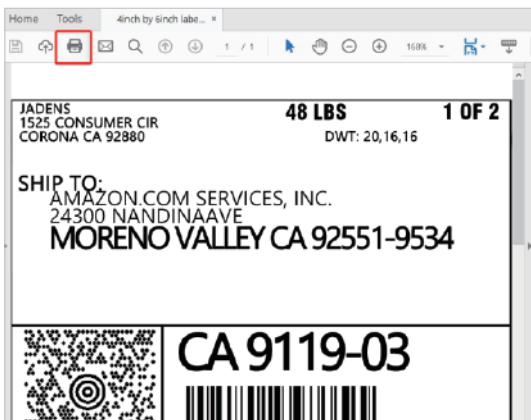 Home Tools 4inch by 6inch labe... ×
1 / 1 168%
JADENS 48 LBS 1 OF 2
1525 CONSUMER CIR
CORONA CA 92880 DWT: 20,16,16
SHIP TO:
AMAZON.COM SERVICES, INC.
24300 NANDINAAVE
MORENO VALLEY CA 92551-9534
CA 9119-03